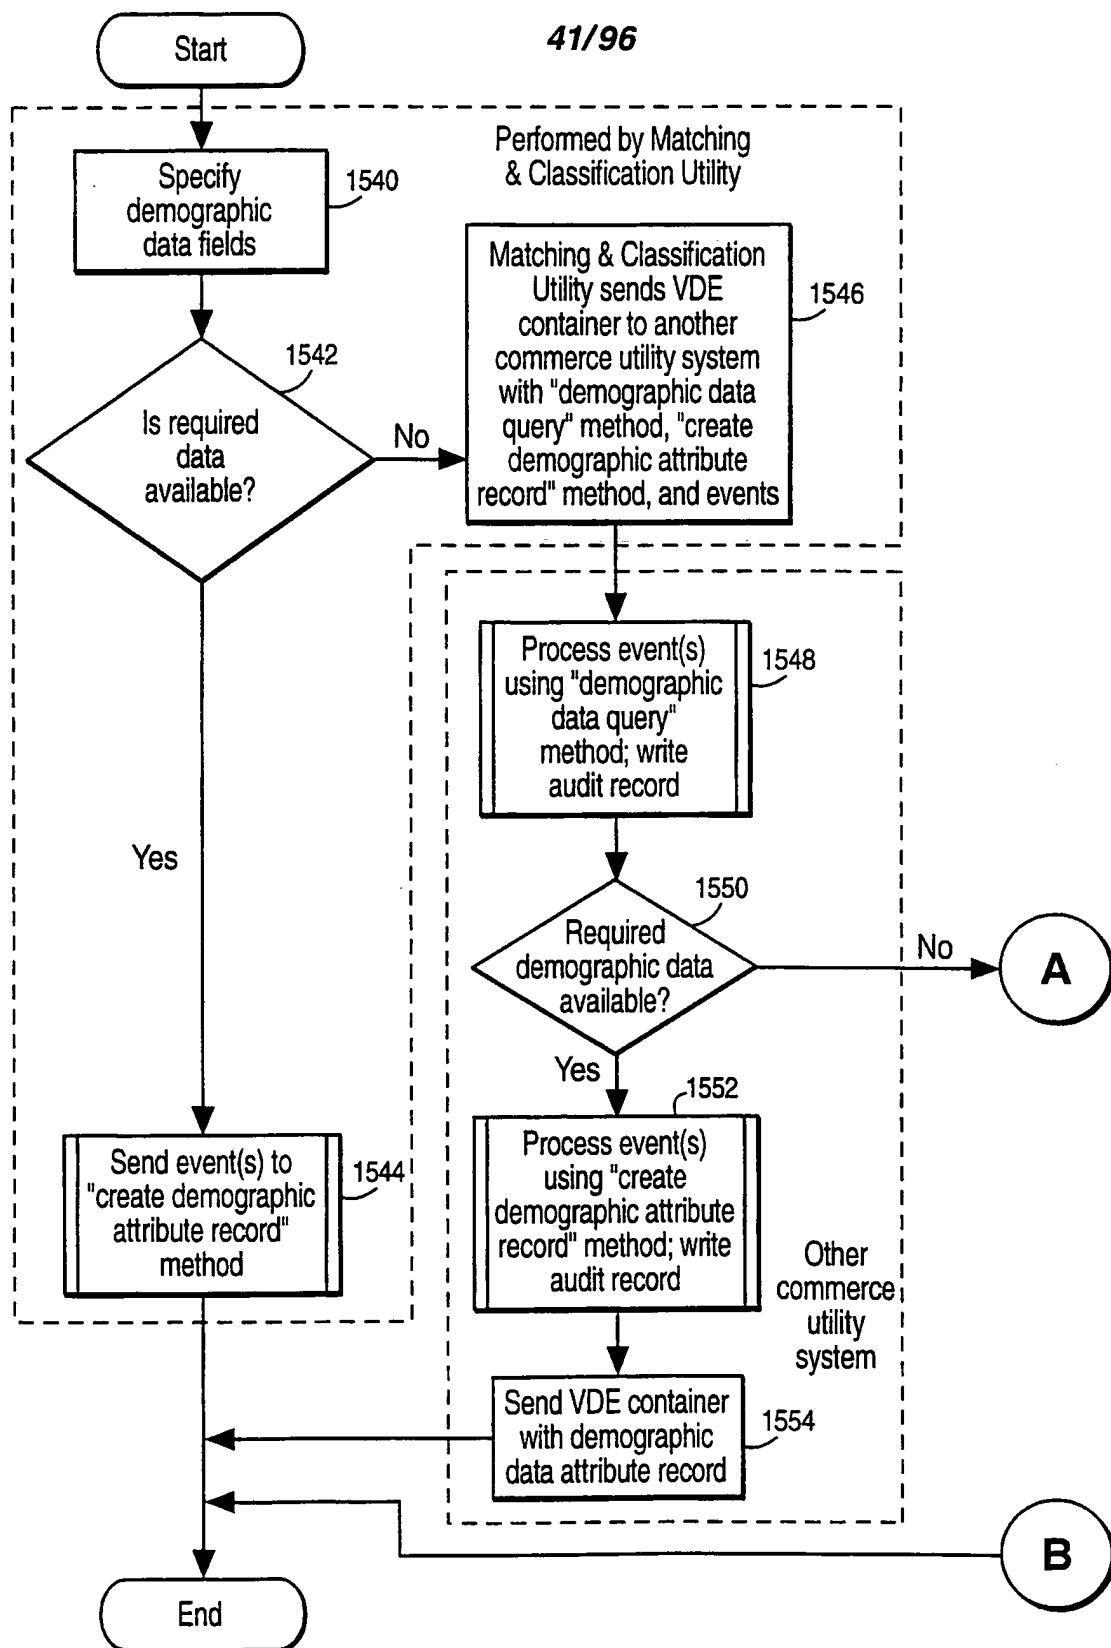 41/96
Start
Performed by Matching
& Classification Utility
Specify
demographic
data fields
1540
Matching & Classification
Utility sends VDE
container to another
commerce utility system
with "demographic data
query" method, "create
demographic attribute
record" method, and events
1546
1542
Is required
data
available?
No
Process event(s)
using "demographic
data query"
method; write
audit record
1548
Yes
1550
Required
demographic data
available?
No
A
Yes
1552
Process event(s)
using "create
demographic attribute
record" method; write
audit record
Send event(s) to
"create demographic
attribute record"
method
1544
Other
commerce
utility
system
Send VDE container
with demographic
data attribute record
1554
B
End